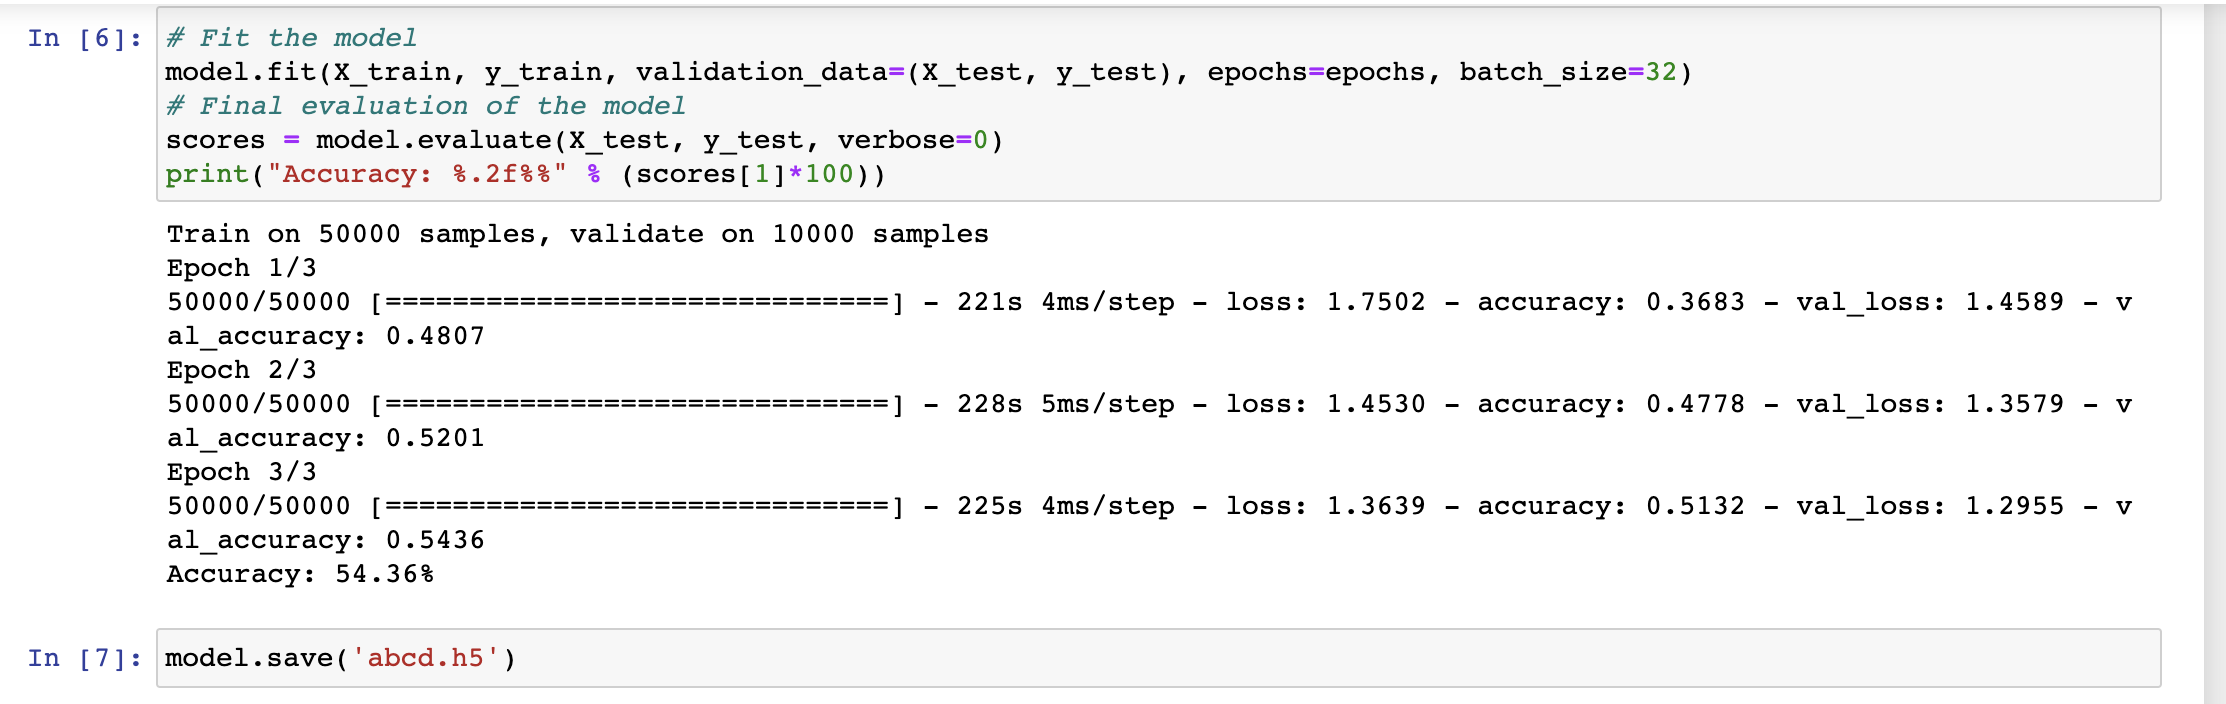 In [6]:
# Fit the model
model.fit(X_train, y_train, validation_data=(X_test, y_test), epochs=epochs, batch_size=32)
# Final evaluation of the model
scores = model.evaluate(X_test, y_test, verbose=0)
print("Accuracy: %.2f%%" % (scores[1]*100))
Train on 50000 samples, validate on 10000 samples
Epoch 1/3
50000/50000 [==============================] - 221s 4ms/step - loss: 1.7502 - accuracy: 0.3683 - val_loss: 1.4589 - v
al_accuracy: 0.4807
Epoch 2/3
50000/50000 [==============================] - 228s 5ms/step - loss: 1.4530 - accuracy: 0.4778 - val_loss: 1.3579 - v
al_accuracy: 0.5201
Epoch 3/3
50000/50000 [==============================] - 225s 4ms/step - loss: 1.3639 - accuracy: 0.5132 - val_loss: 1.2955 - v
al_accuracy: 0.5436
Accuracy: 54.36%
In [7]:
model.save('abcd.h5')